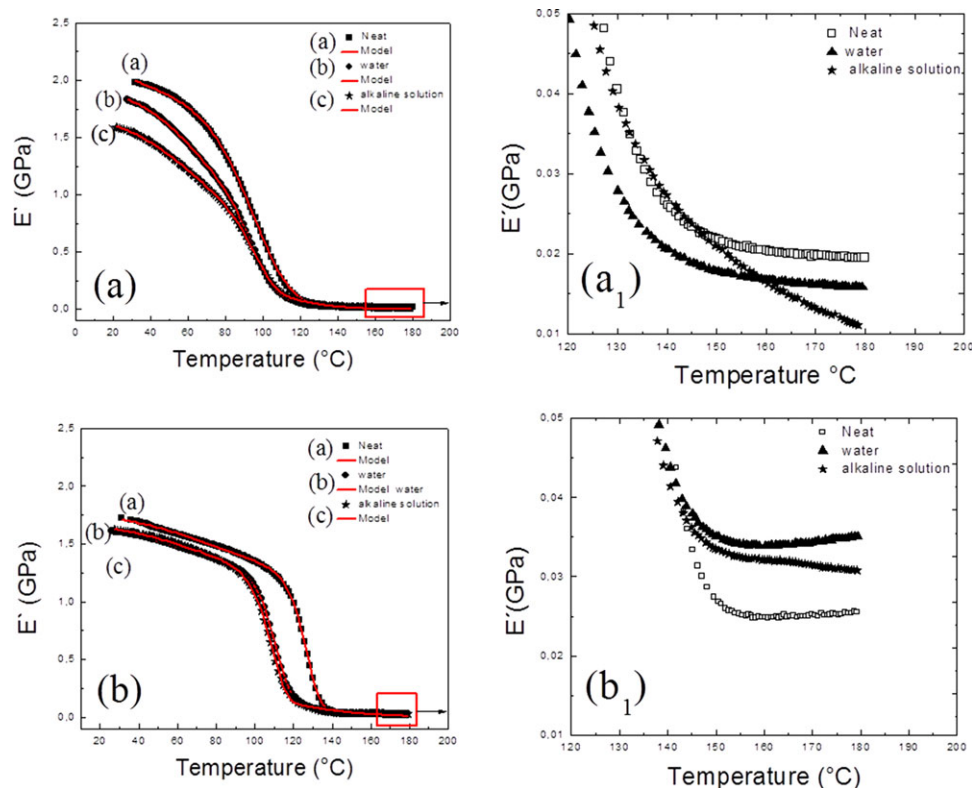 2,5
2,0
1,5
1,0
0,5
0,0
E` (GPa)
0 20 40 60 80 100 120 140 160 180 200
Temperature (°C)
(a) Neat
Model
(b) water
Model
(c) alkaline solution
Model
(a)
(b)
(c)
(a)
0,05
0,04
0,03
0,02
0,01
E´(GPa)
120 130 140 150 160 170 180 190 200
Temperature °C
Neat
water
alkaline solution
(a1)
2,5
2,0
1,5
1,0
0,5
0,0
E` (GPa)
20 40 60 80 100 120 140 160 180 200
Temperature (°C)
(a) Neat
Model
(b) water
Model water
(c) alkaline solution
Model
(a)
(b)
(c)
(b)
0,05
0,04
0,03
0,02
0,01
E´(GPa)
120 130 140 150 160 170 180 190 200
Temperature (°C)
Neat
water
alkaline solution
(b1)